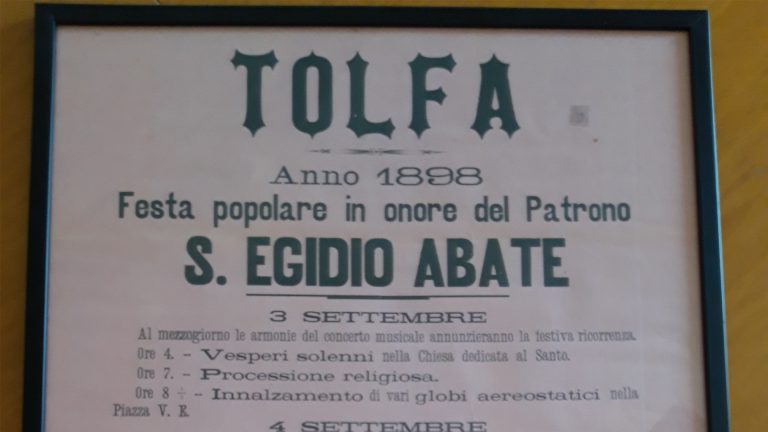 TOLFA
Anno 1898
Festa popolare in onore del Patrono
S. EGIDIO ABATE
3 SETTEMBRE
Al mezzogiorno le armonie del concerto musicale annunzieranno la festiva ricorrenza.
Ore 4. - Vesperi solenni nella Chiesa dedicata al Santo.
Ore 7. - Processione religiosa.
Ore 8 ÷ - Innalzamento di vari globi aereostatici nella
Piazza V. E.
4 SETTEMBRE